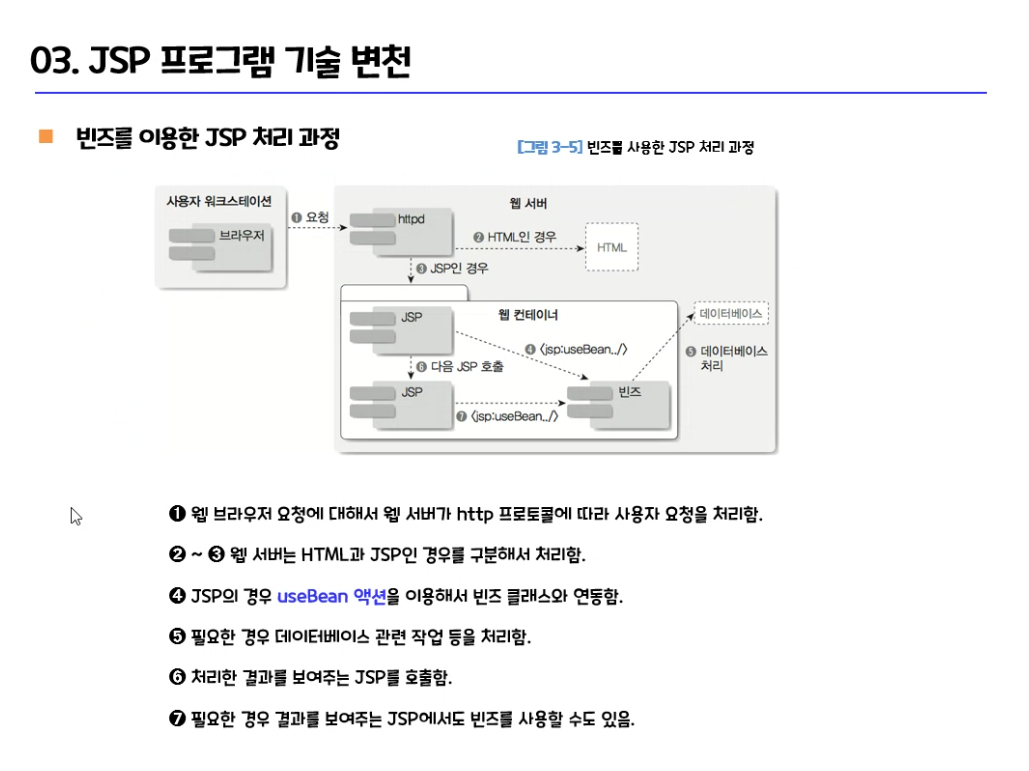 03. JSP 프로그램 기술 변천
빈즈를 이용한 JSP 처리 과정
[그림 3-5] 빈즈를 사용한 JSP 처리 과정
사용자 워크스테이션
브라우저
❶ 요청
웹 서버
httpd
❷ HTML인 경우
HTML
❸ JSP인 경우
웹 컨테이너
JSP
데이터베이스
❹ <jsp:useBean../>
❺ 데이터베이스
처리
❻ 다음 JSP 호출
JSP
빈즈
❼ <jsp:useBean../>
❶ 웹 브라우저 요청에 대해서 웹 서버가 http 프로토콜에 따라 사용자 요청을 처리함.
❷ ~ ❸ 웹 서버는 HTML과 JSP인 경우를 구분해서 처리함.
❹ JSP의 경우 useBean 액션을 이용해서 빈즈 클래스와 연동함.
❺ 필요한 경우 데이터베이스 관련 작업 등을 처리함.
❻ 처리한 결과를 보여주는 JSP를 호출함.
❼ 필요한 경우 결과를 보여주는 JSP에서도 빈즈를 사용할 수도 있음.